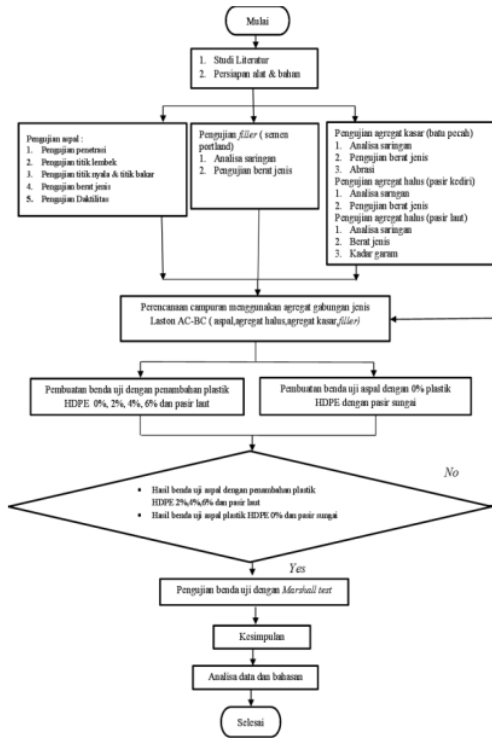 Mulai
1. Studi Literatur
2. Persiapan alat & bahan
Pengujian aspal :
1. Pengujian penetrasi
2. Pengujian titik lembek
3. Pengujian titik nyala & titik bakar
4. Pengujian berat jenis
5. Pengujian Daktilitas
Pengujian filler ( semen
portland)
1. Analisa saringan
2. Pengujian berat jenis
Pengujian agregat kasar (batu pecah)
1. Analisa saringan
2. Pengujian berat jenis
3. Abrasi
Pengujian agregat halus (pasir kediri)
1. Analisa saringan
2. Pengujian berat jenis
Pengujian agregat halus (pasir laut)
1. Analisa saringan
2. Berat jenis
3. Kadar garam
Perencanaan campuran menggunakan agregat gabungan jenis
Laston AC-BC ( aspal,agregat halus,agregat kasar,filler)
Pembuatan benda uji dengan penambahan plastik
HDPE 0%, 2%, 4%, 6% dan pasir laut
Pembuatan benda uji aspal dengan 0% plastik
HDPE dengan pasir sungai
No
• Hasil benda uji aspal dengan penambahan plastik
HDPE 2%,4%,6% dan pasir laut
• Hasil benda uji aspal plastik HDPE 0% dan pasir sungai
Yes
Pengujian benda uji dengan Marshall test
Kesimpulan
Analisa data dan bahasan
Selesai